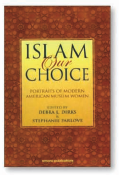 ISLAM
Our
CHOICE
PORTRAITS OF MODERN
AMERICAN MUSLIM WOMEN
EDITED BY
DEBRA L. DIRKS
&
STEPHANIE PARLOVE